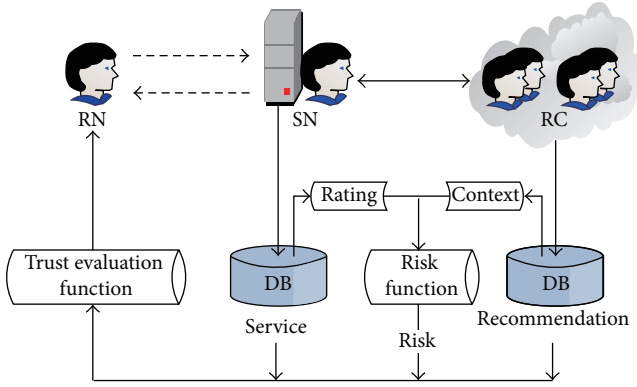 RN
SN
RC
Rating
Context
Trust evaluation
function
DB
Service
Risk
function
DB
Recommendation
Risk